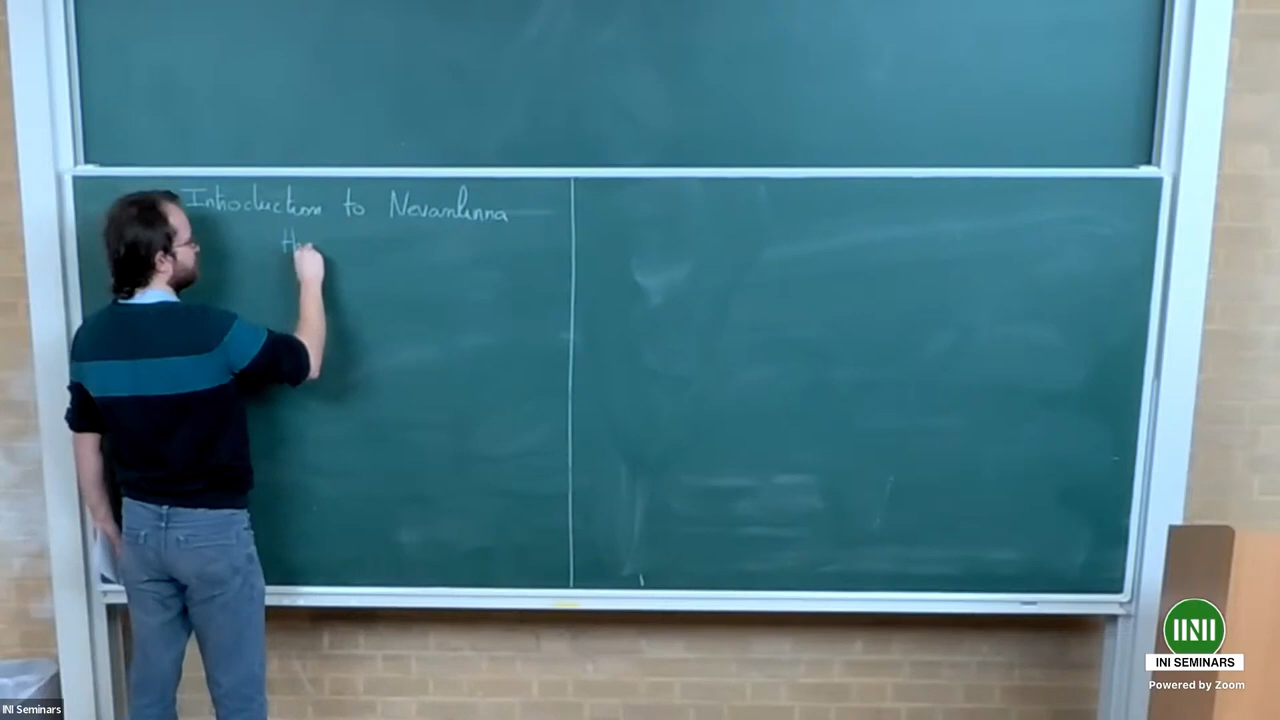 Introduction to Nevanlinna
INI SEMINARS
Powered by Zoom
INI Seminars